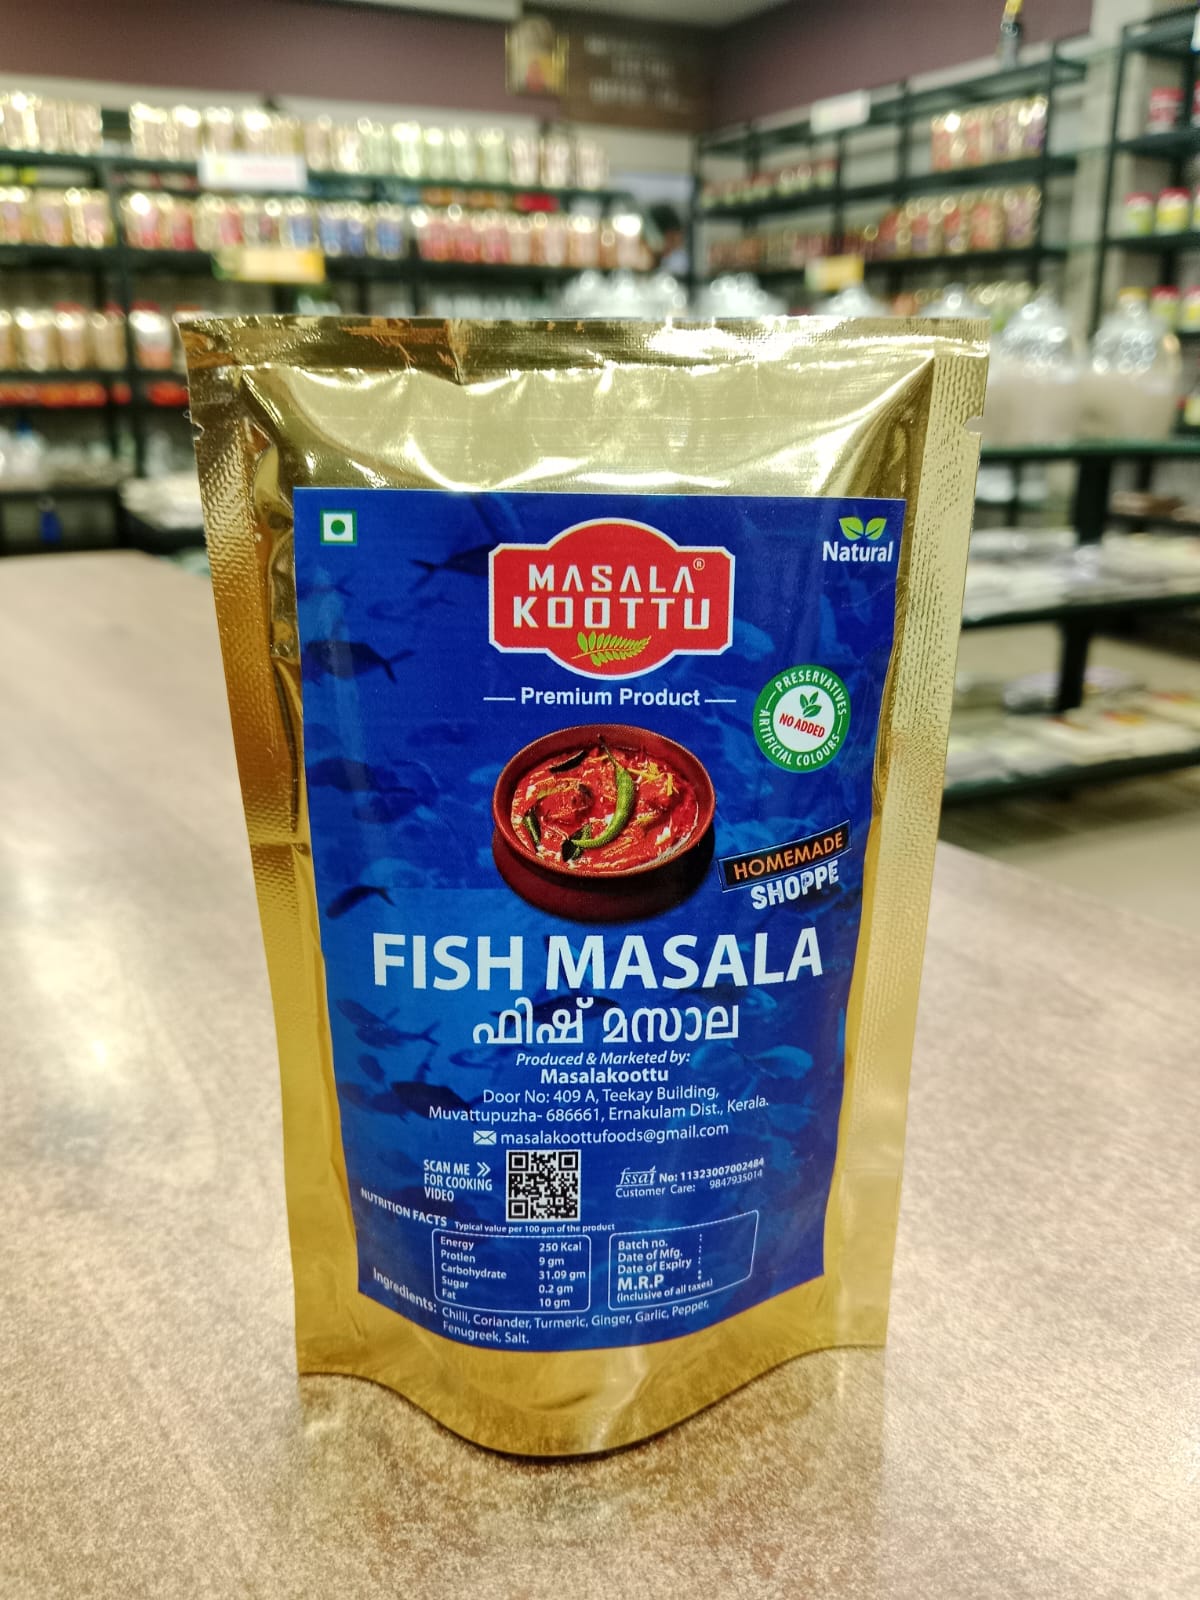 Natural
MASALA®
KOOTTU
Premium Product
PRESERVATIVES
NO ADDED
ARTIFICIAL COLOURS
HOMEMADE
SHOPPE
FISH MASALA
ഫിഷ് മസാല
Produced & Marketed by:
Masalakoottu
Door No: 409 A, Teekay Building,
Muvattupuzha- 686661, Ernakulam Dist., Kerala.
masalakoottufoods@gmail.com
SCAN ME
FOR COOKING
VIDEO
fssai No: 11323007002484
Customer Care: 9847935014
NUTRITION FACTS Typical value per 100 gm of the product
Energy 250 Kcal
Protien 9 gm
Carbohydrate 31.09 gm
Sugar 0.2 gm
Fat 10 gm
Batch no. :
Date of Mfg. :
Date of Expiry :
M.R.P :
(inclusive of all taxes)
Ingredients: Chilli, Coriander, Turmeric, Ginger, Garlic, Pepper,
Fenugreek, Salt.